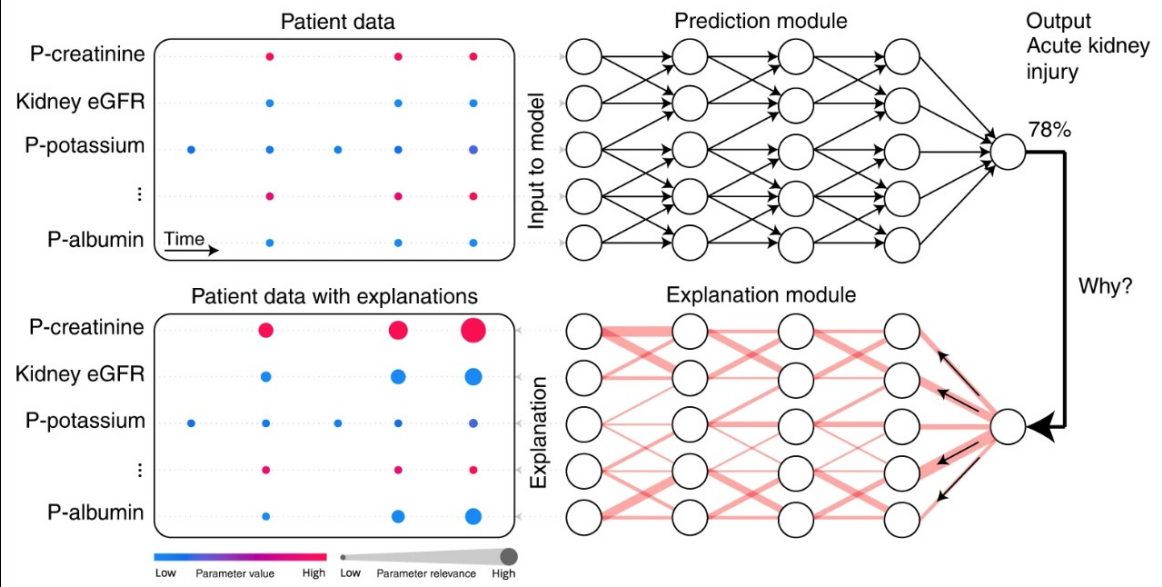 Patient data
P-creatinine
Kidney eGFR
P-potassium
...
P-albumin
Time
Input to model
Prediction module
Output
Acute kidney
injury
78%
Why?
Patient data with explanations
P-creatinine
Kidney eGFR
P-potassium
...
P-albumin
Explanation
Explanation module
Low Parameter value High
Low Parameter relevance High